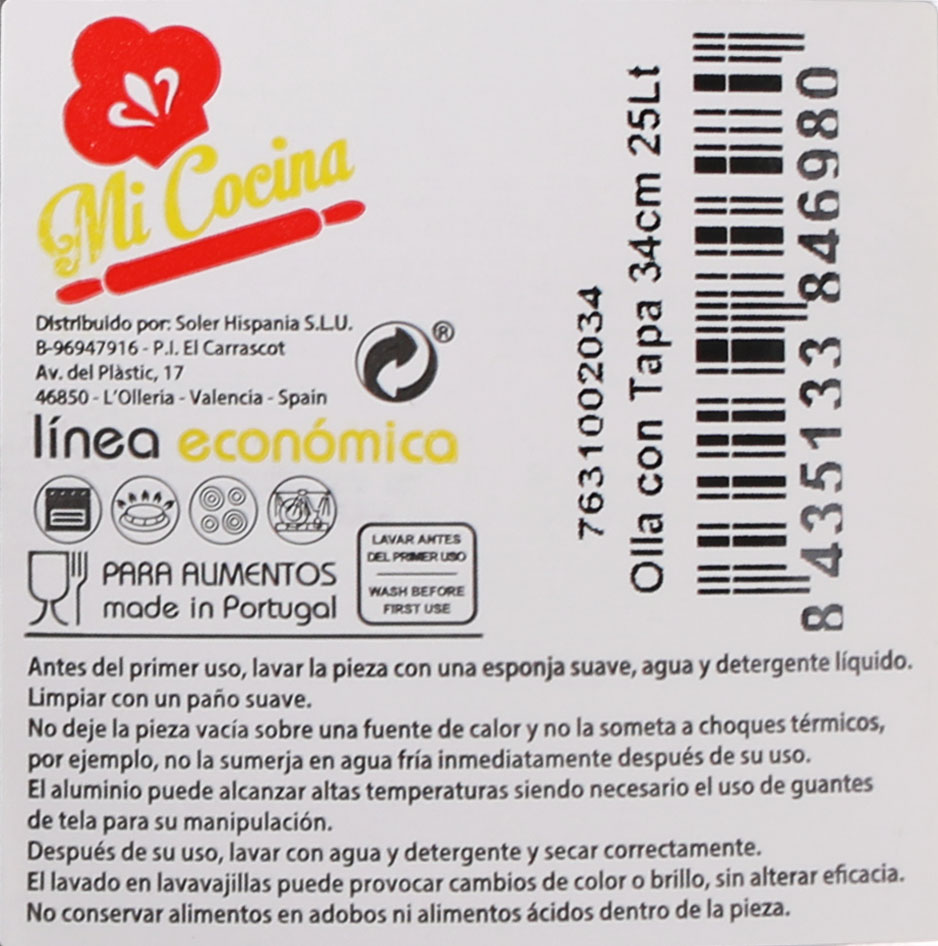 Mi Cocina
Distribuido por: Soler Hispania S.L.U.
B-96947916 - P.I. El Carrascot
Av. del Plàstic, 17
46850 - L'Olleria - Valencia - Spain
®
línea económica
PARA ALIMENTOS
made in Portugal
LAVAR ANTES
DEL PRIMER USO
WASH BEFORE
FIRST USE
7631002034
Olla con Tapa 34cm 25Lt
8 435133 846980
Antes del primer uso, lavar la pieza con una esponja suave, agua y detergente líquido.
Limpiar con un paño suave.
No deje la pieza vacía sobre una fuente de calor y no la someta a choques térmicos,
por ejemplo, no la sumerja en agua fría inmediatamente después de su uso.
El aluminio puede alcanzar altas temperaturas siendo necesario el uso de guantes
de tela para su manipulación.
Después de su uso, lavar con agua y detergente y secar correctamente.
El lavado en lavavajillas puede provocar cambios de color o brillo, sin alterar eficacia.
No conservar alimentos en adobos ni alimentos ácidos dentro de la pieza.